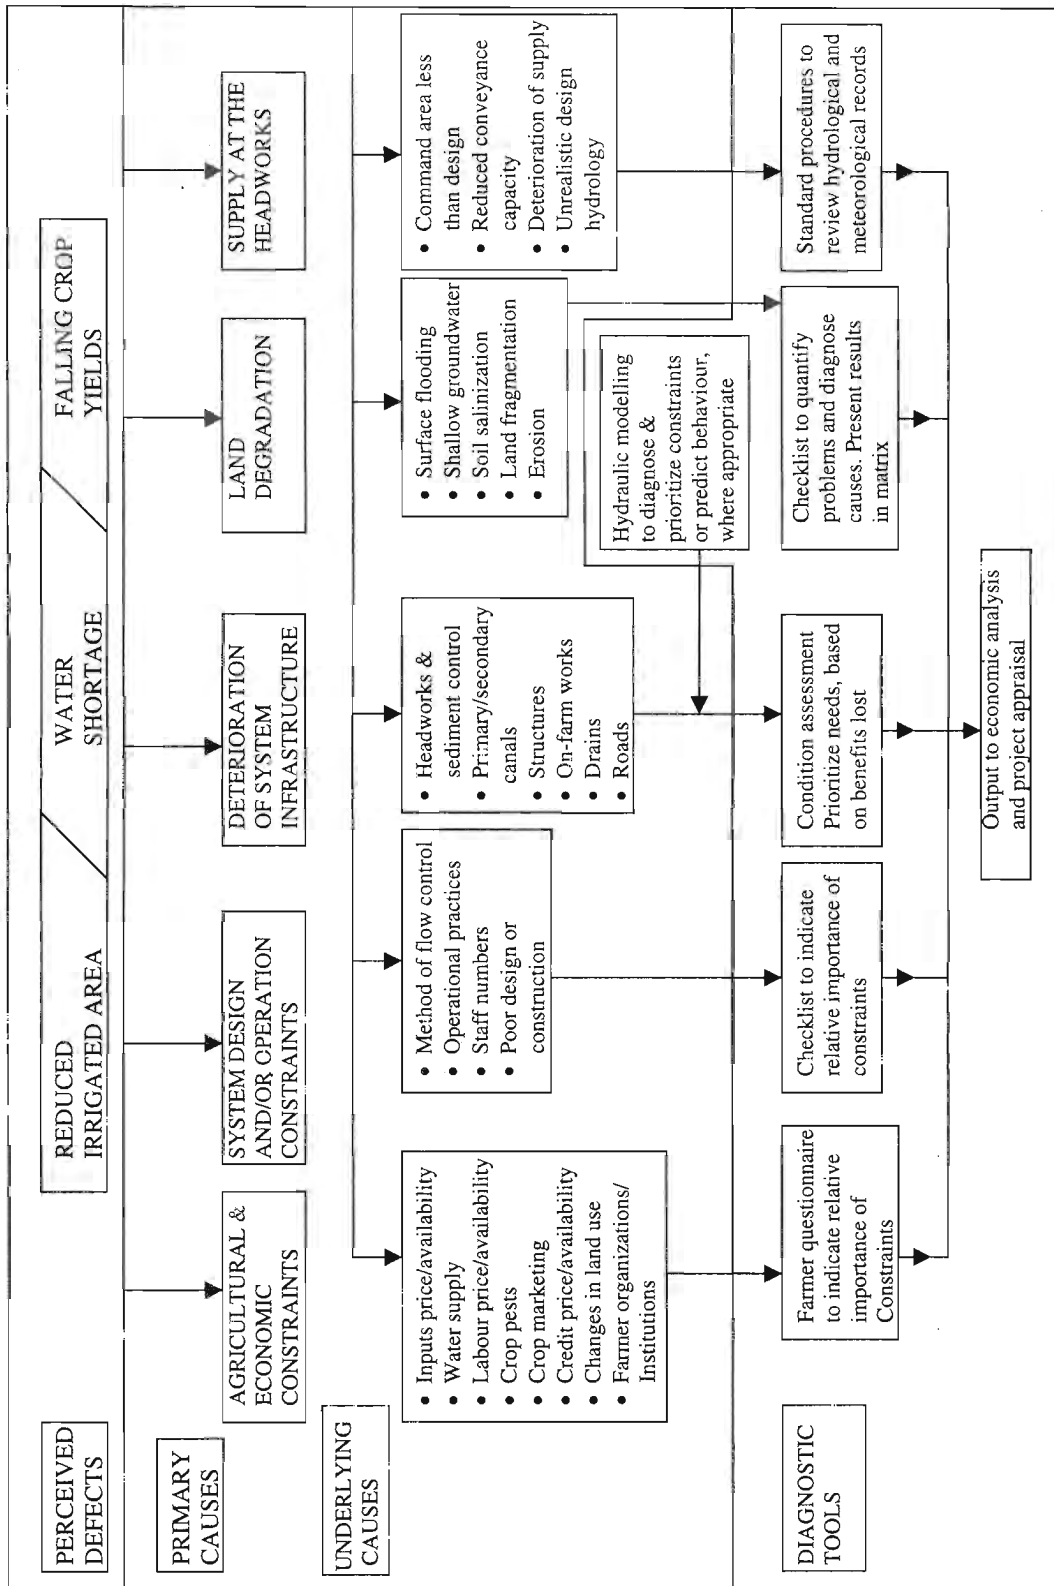 PERCEIVED
DEFECTS
REDUCED
IRRIGATED AREA
WATER
SHORTAGE
FALLING CROP
YIELDS
PRIMARY
CAUSES
AGRICULTURAL &
ECONOMIC
CONSTRAINTS
SYSTEM DESIGN
AND/OR OPERATION
CONSTRAINTS
DETERIORATION
OF SYSTEM
INFRASTRUCTURE
LAND
DEGRADATION
SUPPLY AT THE
HEADWORKS
UNDERLYING
CAUSES
• Inputs price/availability
• Water supply
• Labour price/availability
• Crop pests
• Crop marketing
• Credit price/availability
• Changes in land use
• Farmer organizations/
Institutions
• Method of flow control
• Operational practices
• Staff numbers
• Poor design or
construction
• Headworks &
sediment control
• Primary/secondary
canals
• Structures
• On-farm works
• Drains
• Roads
• Surface flooding
• Shallow groundwater
• Soil salinization
• Land fragmentation
• Erosion
• Command area less
than design
• Reduced conveyance
capacity
• Deterioration of supply
• Unrealistic design
hydrology
Hydraulic modelling
to diagnose &
prioritize constraints
or predict behaviour,
where appropriate
DIAGNOSTIC
TOOLS
Farmer questionnaire
to indicate relative
importance of
Constraints
Checklist to indicate
relative importance of
constraints
Condition assessment
Prioritize needs, based
on benefits lost
Checklist to quantify
problems and diagnose
causes. Present results
in matrix
Standard procedures to
review hydrological and
meteorological records
Output to economic analysis
and project appraisal